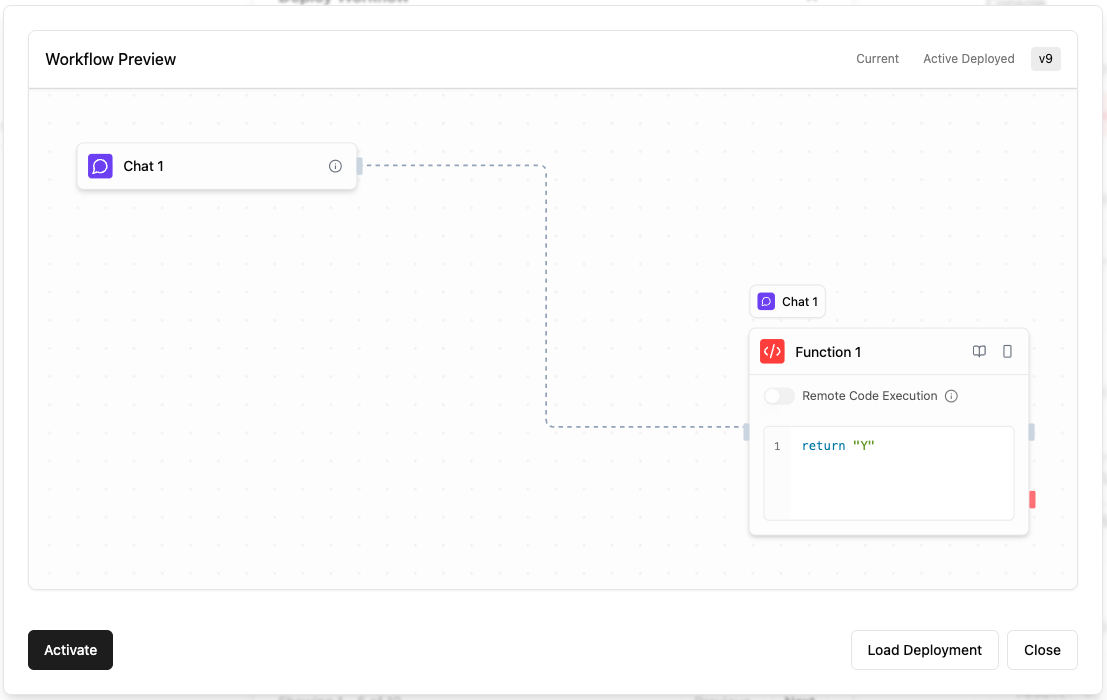 Workflow Preview
Current
Active Deployed
v9
Chat 1
Chat 1
Function 1
Remote Code Execution
1
return "Y"
Activate
Load Deployment
Close